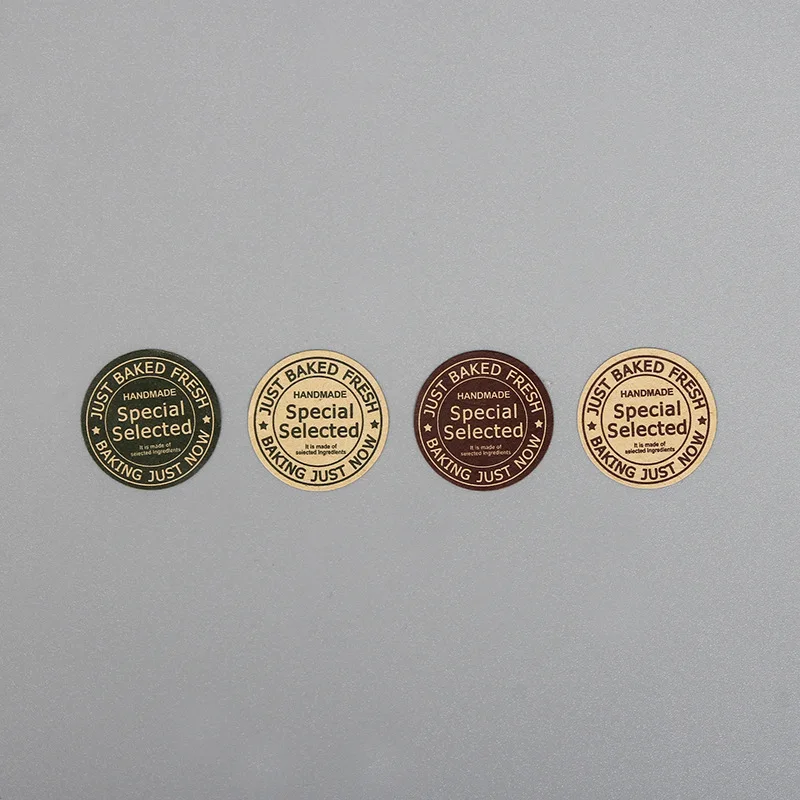 JUST BAKED FRESH
HANDMADE
Special
Selected
It is made of
selected ingredients
BAKING JUST NOW
JUST BAKED FRESH
HANDMADE
Special
Selected
It is made of
selected ingredients
BAKING JUST NOW
JUST BAKED FRESH
HANDMADE
Special
Selected
It is made of
selected ingredients
BAKING JUST NOW
JUST BAKED FRESH
HANDMADE
Special
Selected
It is made of
selected ingredients
BAKING JUST NOW